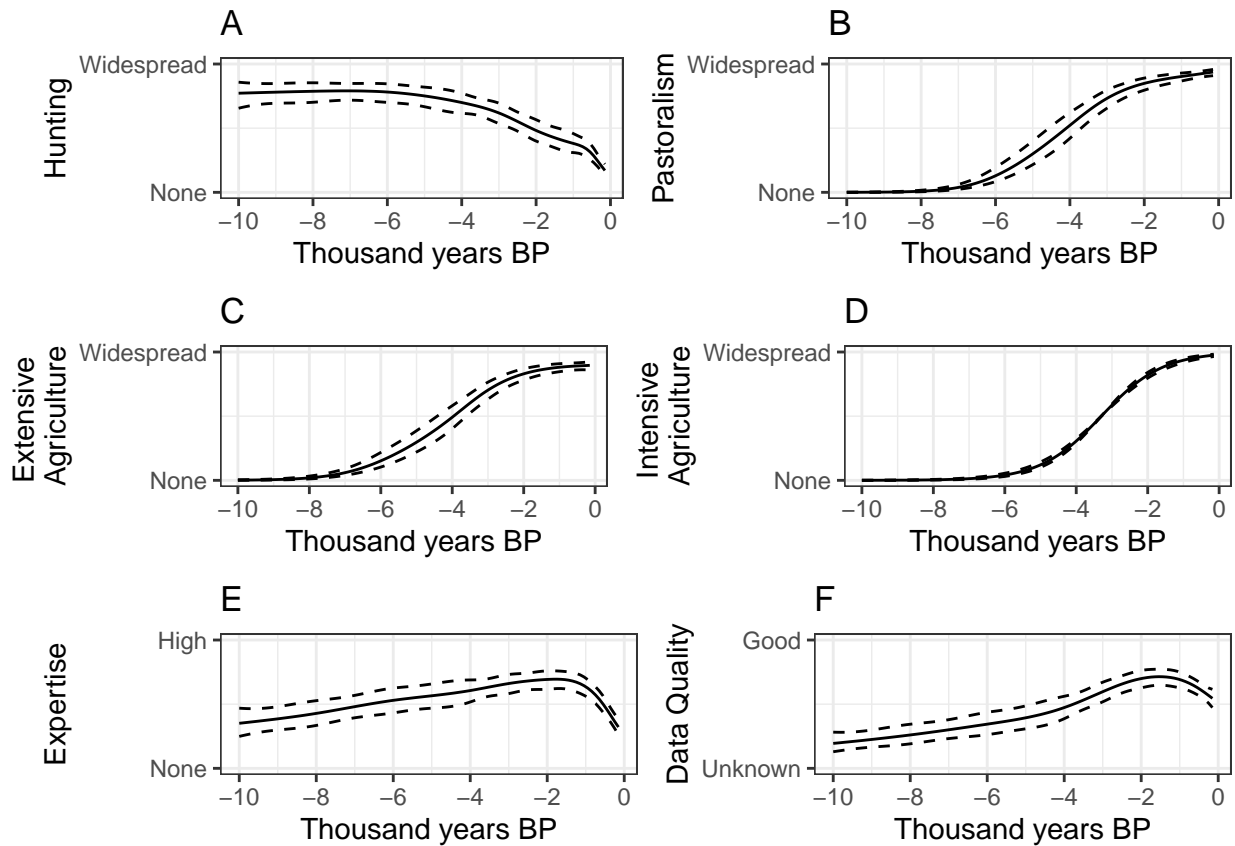 A
Widespread
None
Hunting
−10 −8 −6 −4 −2 0
Thousand years BP
B
Widespread
None
Pastoralism
−10 −8 −6 −4 −2 0
Thousand years BP
C
Widespread
None
Extensive
Agriculture
−10 −8 −6 −4 −2 0
Thousand years BP
D
Widespread
None
Intensive
Agriculture
−10 −8 −6 −4 −2 0
Thousand years BP
E
High
None
Expertise
−10 −8 −6 −4 −2 0
Thousand years BP
F
Good
Unknown
Data Quality
−10 −8 −6 −4 −2 0
Thousand years BP